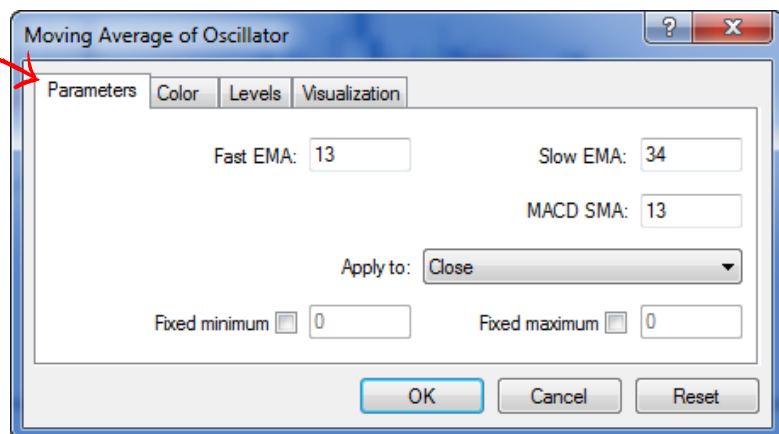 Moving Average of Oscillator
Parameters Color Levels Visualization
Fast EMA: 13 Slow EMA: 34
MACD SMA: 13
Apply to: Close
Fixed minimum 0 Fixed maximum 0
OK Cancel Reset